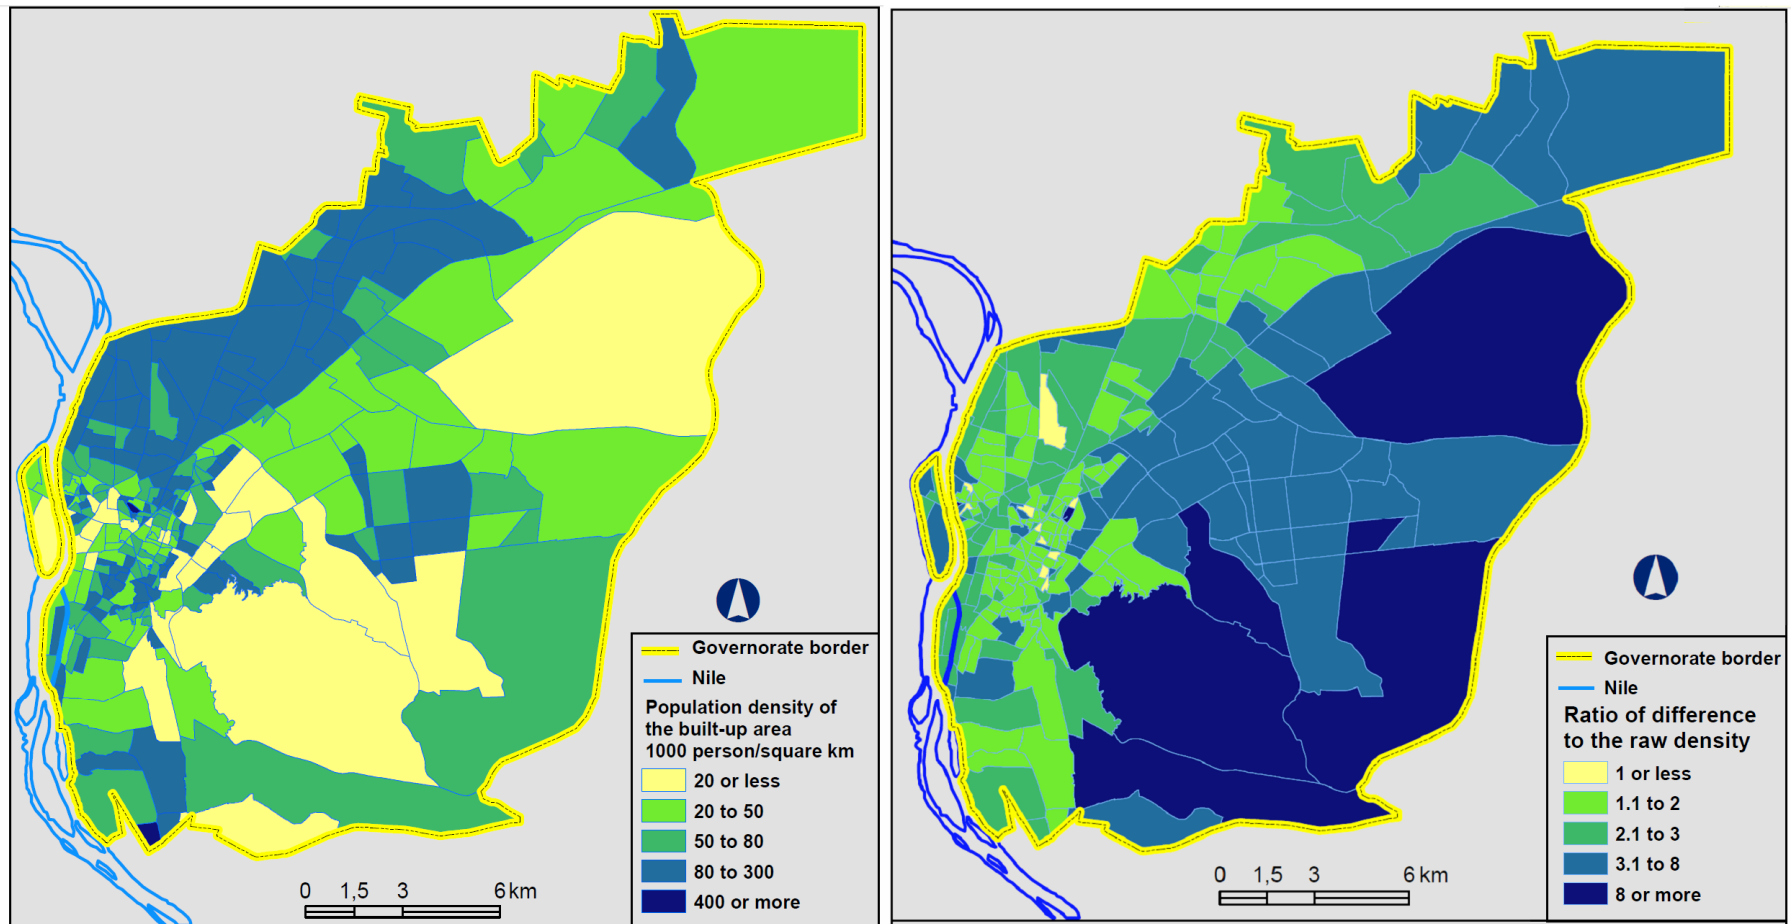 Governorate border
Nile
Population density of
the built-up area
1000 person/square km
20 or less
20 to 50
50 to 80
80 to 300
400 or more
0 1,5 3 6 km
Governorate border
Nile
Ratio of difference
to the raw density
1 or less
1.1 to 2
2.1 to 3
3.1 to 8
8 or more
0 1,5 3 6 km